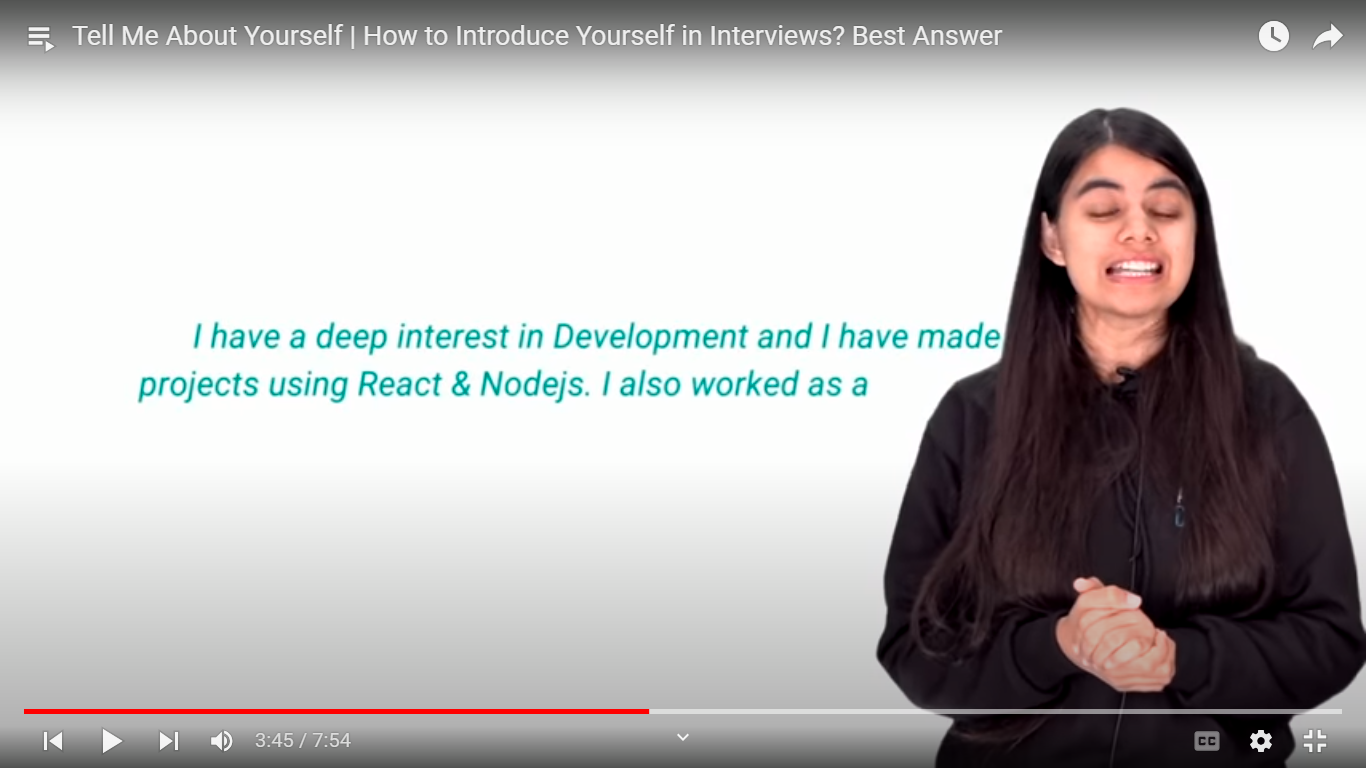 Tell Me About Yourself | How to Introduce Yourself in Interviews? Best Answer
I have a deep interest in Development and I have made
projects using React & Nodejs. I also worked as a
3:45 / 7:54
CC